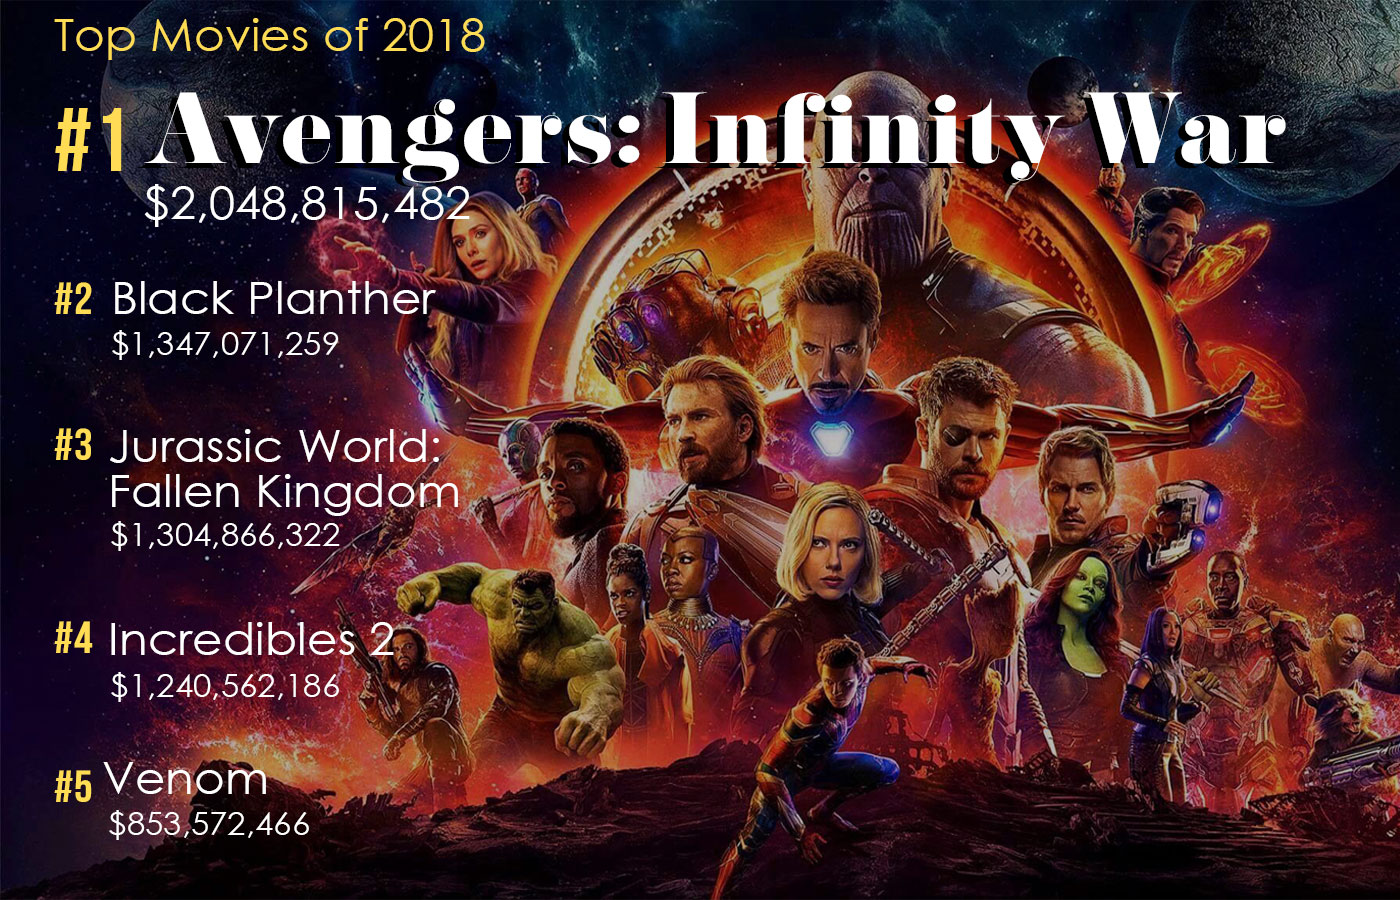 Top Movies of 2018
#1 Avengers: Infinity War
$2,048,815,482
#2 Black Planther
$1,347,071,259
#3 Jurassic World:
Fallen Kingdom
$1,304,866,322
#4 Incredibles 2
$1,240,562,186
#5 Venom
$853,572,466